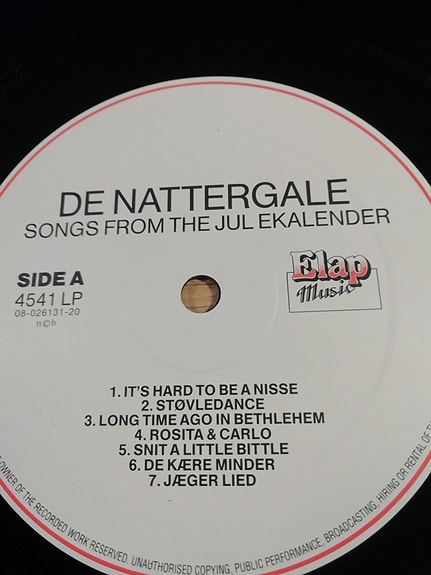 DE NATTERGALE
SONGS FROM THE JUL EKALENDER
Elap
Music
SIDE A
4541 LP
08-026131-20
n©b
1. IT'S HARD TO BE A NISSE
2. STØVLEDANCE
3. LONG TIME AGO IN BETHLEHEM
4. ROSITA & CARLO
5. SNIT A LITTLE BITTLE
6. DE KÆRE MINDER
7. JÆGER LIED
OWNER OF THE RECORDED WORK RESERVED. UNAUTHORISED COPYING, PUBLIC PERFORMANCE, BROADCASTING, HIRING OR RENTAL OF